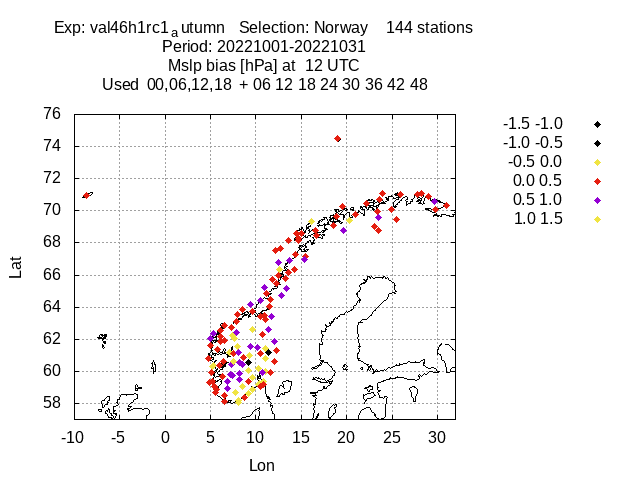 Exp: val46h1rc1autumn Selection: Norway 144 stations
Period: 20221001-20221031
Mslp bias [hPa] at 12 UTC
Used 00,06,12,18 + 06 12 18 24 30 36 42 48
76
74
72
70
68
66
64
62
60
58
Lat
-10 -5 0 5 10 15 20 25 30
Lon
-1.5 -1.0
-1.0 -0.5
-0.5 0.0
0.0 0.5
0.5 1.0
1.0 1.5